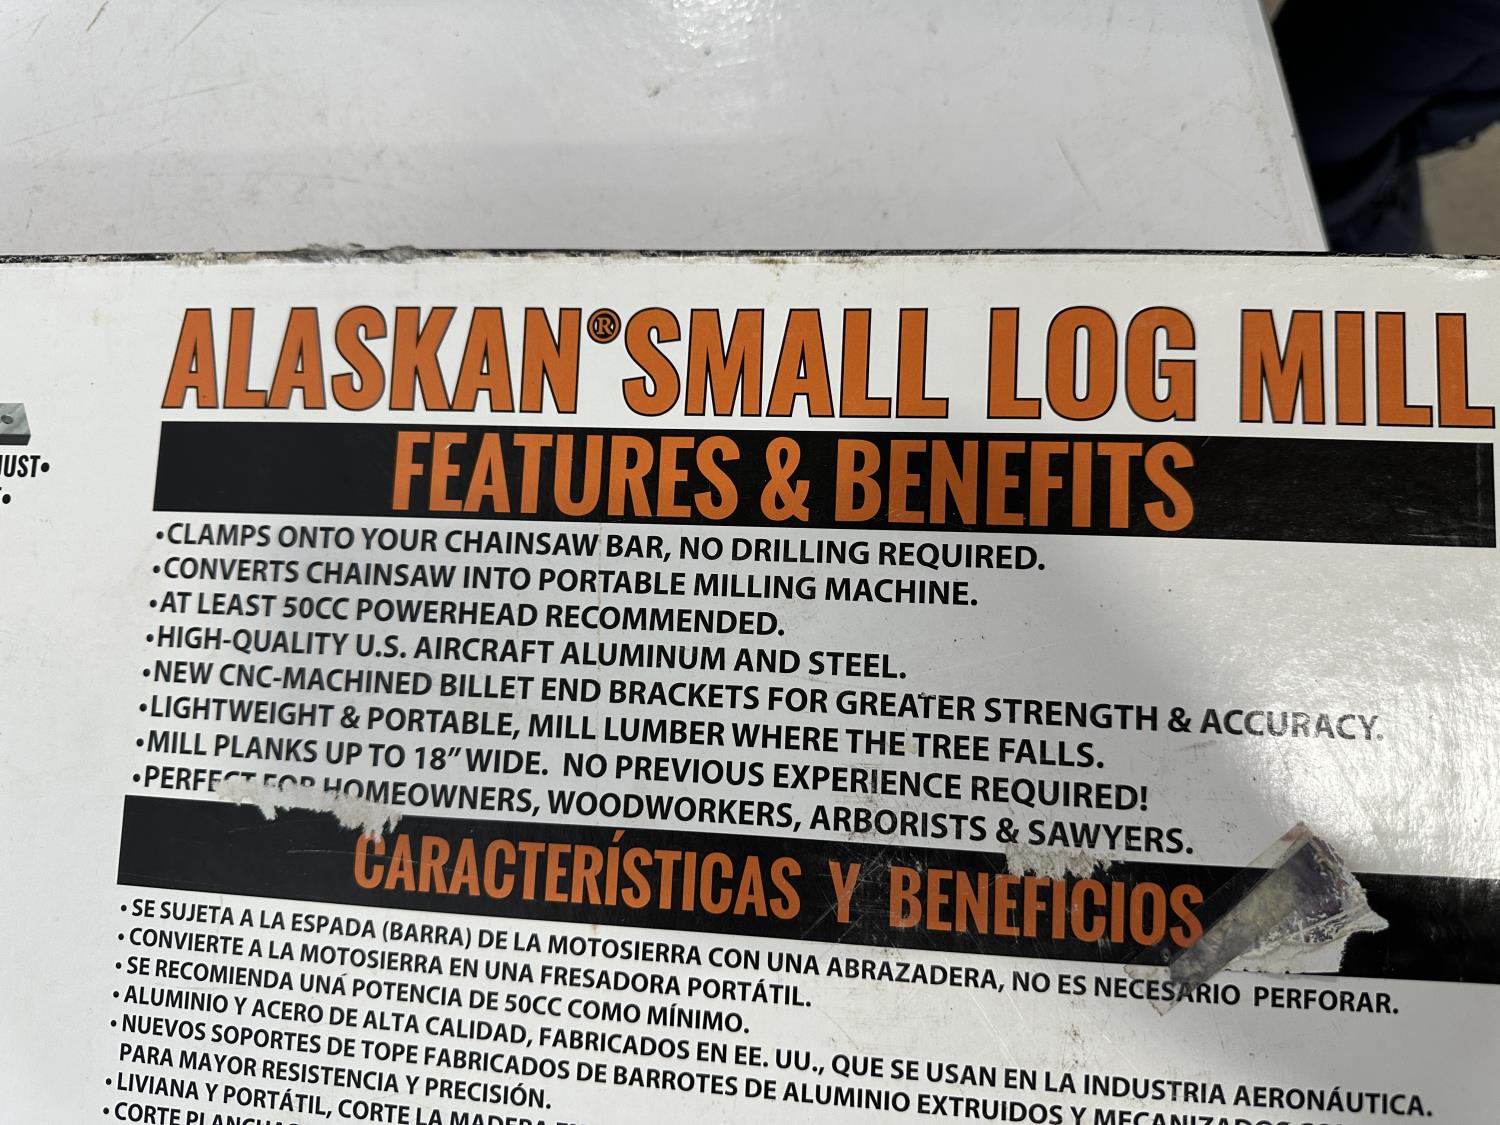 ALASKAN® SMALL LOG MILL
FEATURES & BENEFITS
•CLAMPS ONTO YOUR CHAINSAW BAR, NO DRILLING REQUIRED.
•CONVERTS CHAINSAW INTO PORTABLE MILLING MACHINE.
•AT LEAST 50CC POWERHEAD RECOMMENDED.
•HIGH-QUALITY U.S. AIRCRAFT ALUMINUM AND STEEL.
•NEW CNC-MACHINED BILLET END BRACKETS FOR GREATER STRENGTH & ACCURACY.
•LIGHTWEIGHT & PORTABLE, MILL LUMBER WHERE THE TREE FALLS.
•MILL PLANKS UP TO 18" WIDE. NO PREVIOUS EXPERIENCE REQUIRED!
•PERFECT FOR HOMEOWNERS, WOODWORKERS, ARBORISTS & SAWYERS.
CARACTERÍSTICAS Y BENEFICIOS
•SE SUJETA A LA ESPADA (BARRA) DE LA MOTOSIERRA CON UNA ABRAZADERA, NO ES NECESARIO PERFORAR.
•CONVIERTE A LA MOTOSIERRA EN UNA FRESADORA PORTÁTIL.
•SE RECOMIENDA UNÁ POTENCIA DE 50CC COMO MÍNIMO.
•ALUMINIO Y ACERO DE ALTA CALIDAD, FABRICADOS EN EE. UU., QUE SE USAN EN LA INDUSTRIA AERONÁUTICA.
•NUEVOS SOPORTES DE TOPE FABRICADOS DE BARROTES DE ALUMINIO EXTRUIDOS Y MECANIZADOS
PARA MAYOR RESISTENCIA Y PRECISIÓN.
•LIVIANA Y PORTÁTIL, CORTE LA MADERA
•CORTE